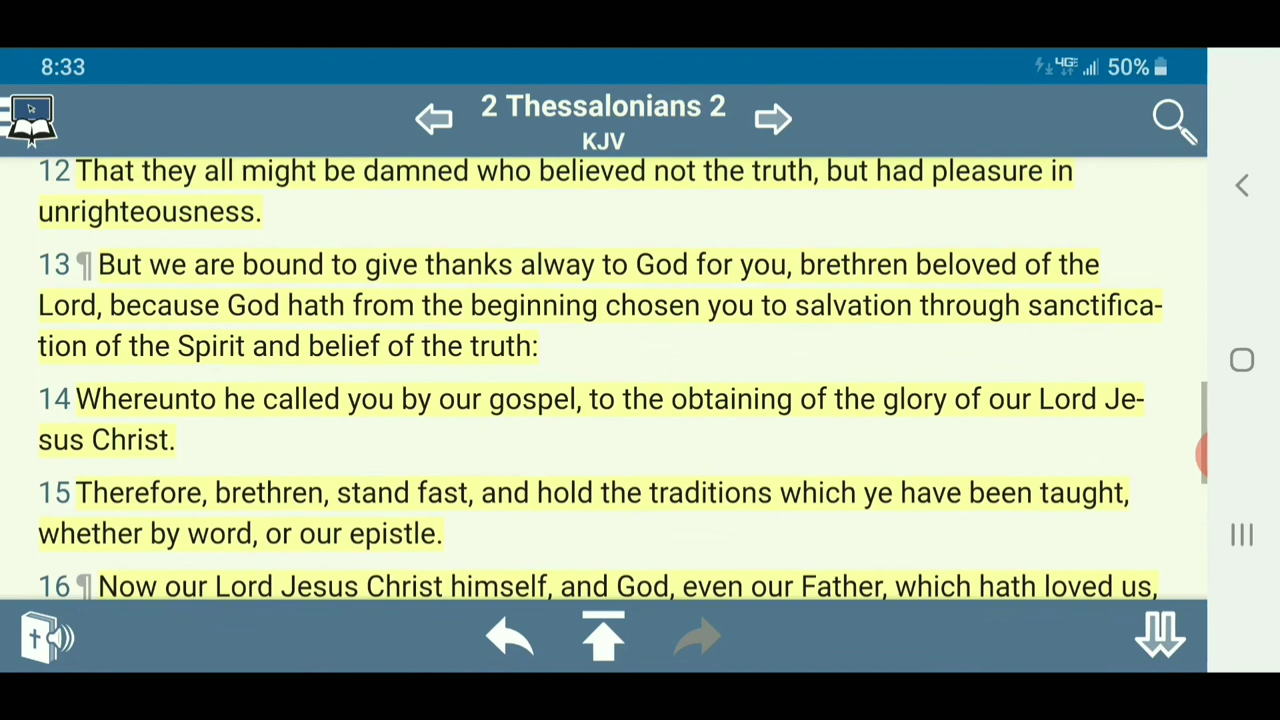 8:33
4GE 50%
2 Thessalonians 2
KJV
12 That they all might be damned who believed not the truth, but had pleasure in
unrighteousness.
13 ¶ But we are bound to give thanks alway to God for you, brethren beloved of the
Lord, because God hath from the beginning chosen you to salvation through sanctifica-
tion of the Spirit and belief of the truth:
14 Whereunto he called you by our gospel, to the obtaining of the glory of our Lord Je-
sus Christ.
15 Therefore, brethren, stand fast, and hold the traditions which ye have been taught,
whether by word, or our epistle.
16 ¶ Now our Lord Jesus Christ himself, and God, even our Father, which hath loved us,